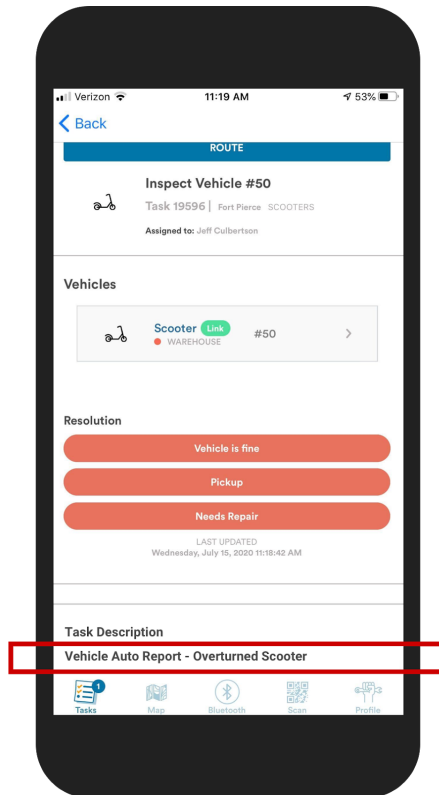 Verizon 11:19 AM 53%
Back
ROUTE
Inspect Vehicle #50
Task 19596 | Fort Pierce SCOOTERS
Assigned to: Jeff Culbertson
Vehicles
Scooter Link #50
WAREHOUSE
Resolution
Vehicle is fine
Pickup
Needs Repair
LAST UPDATED
Wednesday, July 15, 2020 11:18:42 AM
Task Description
Vehicle Auto Report - Overturned Scooter
1
Tasks Map Bluetooth Scan Profile